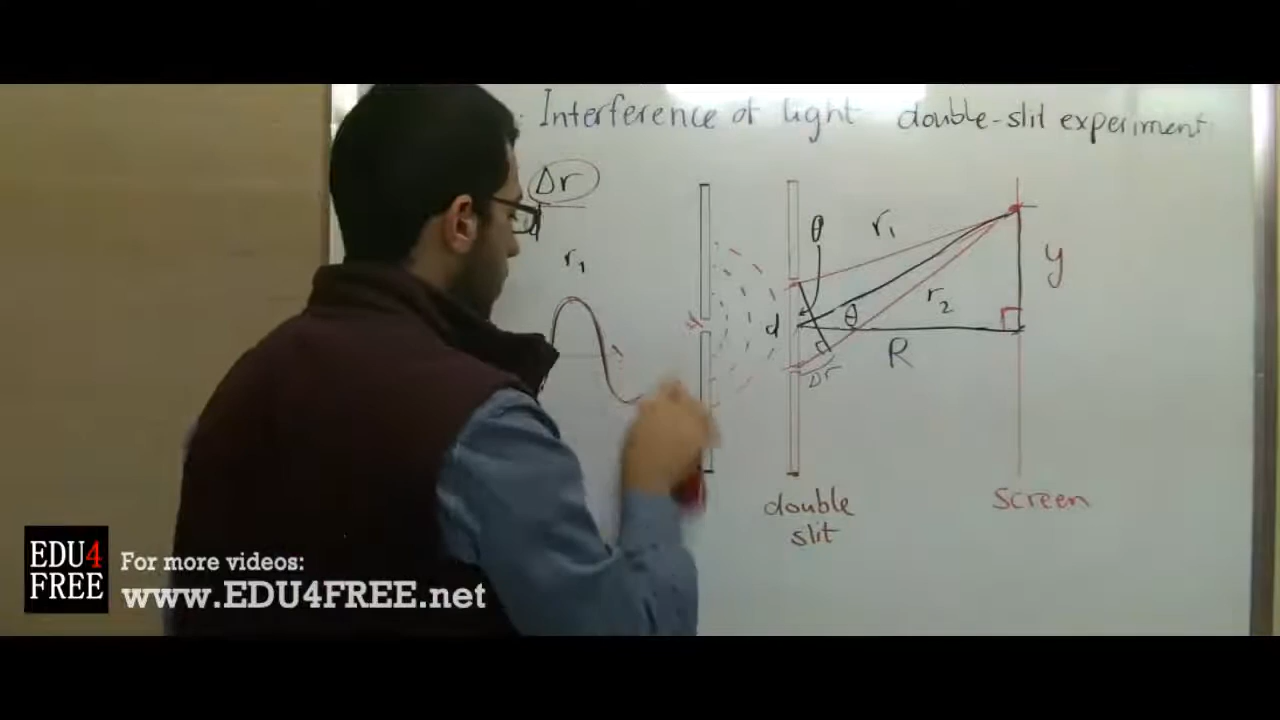 Interference of light double-slit experiment
Δr
r₁
θ
r₁
y
d
θ
r₂
R
Δr
double
slit
screen
EDU4
FREE
For more videos:
www.EDU4FREE.net